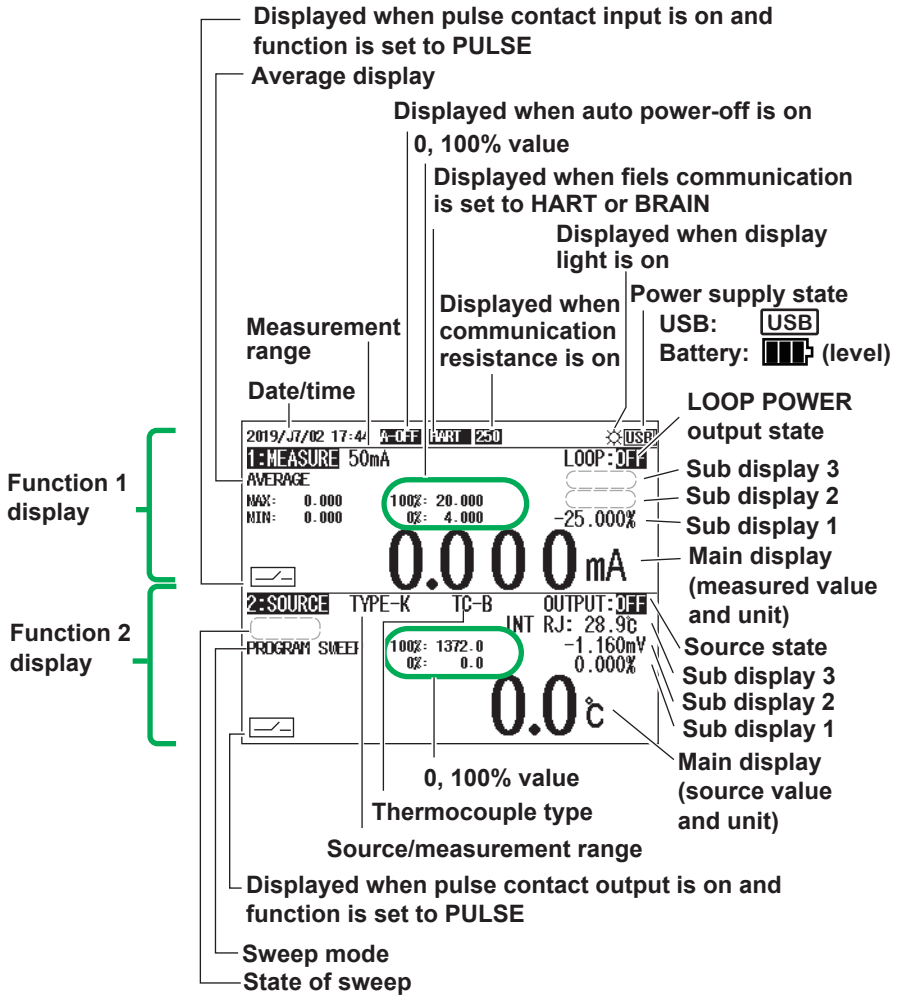 Displayed when pulse contact input is on and
function is set to PULSE
Average display
Displayed when auto power-off is on
0, 100% value
Displayed when fiels communication
is set to HART or BRAIN
Displayed when display
light is on
Displayed when
communication
resistance is on
Power supply state
USB: USB
Battery: (level)
Measurement
range
Date/time
LOOP POWER
output state
Function 1
display
2019/07/02 17:44 A-OFF HART 250 USB
1:MEASURE 50mA LOOP:OFF
AVERAGE
MAX: 0.000 100%: 20.000
MIN: 0.000 0%: 4.000 -25.000%
0.000 mA
Sub display 3
Sub display 2
Sub display 1
Main display
(measured value
and unit)
Function 2
display
2:SOURCE TYPE-K TC-B OUTPUT:OFF
INT RJ: 28.9℃
PROGRAM SWEEP 100%: 1372.0 -1.160mV
0%: 0.0 0.000%
0.0 ℃
Source state
Sub display 3
Sub display 2
Sub display 1
Main display
(source value
and unit)
0, 100% value
Thermocouple type
Source/measurement range
Displayed when pulse contact output is on and
function is set to PULSE
Sweep mode
State of sweep